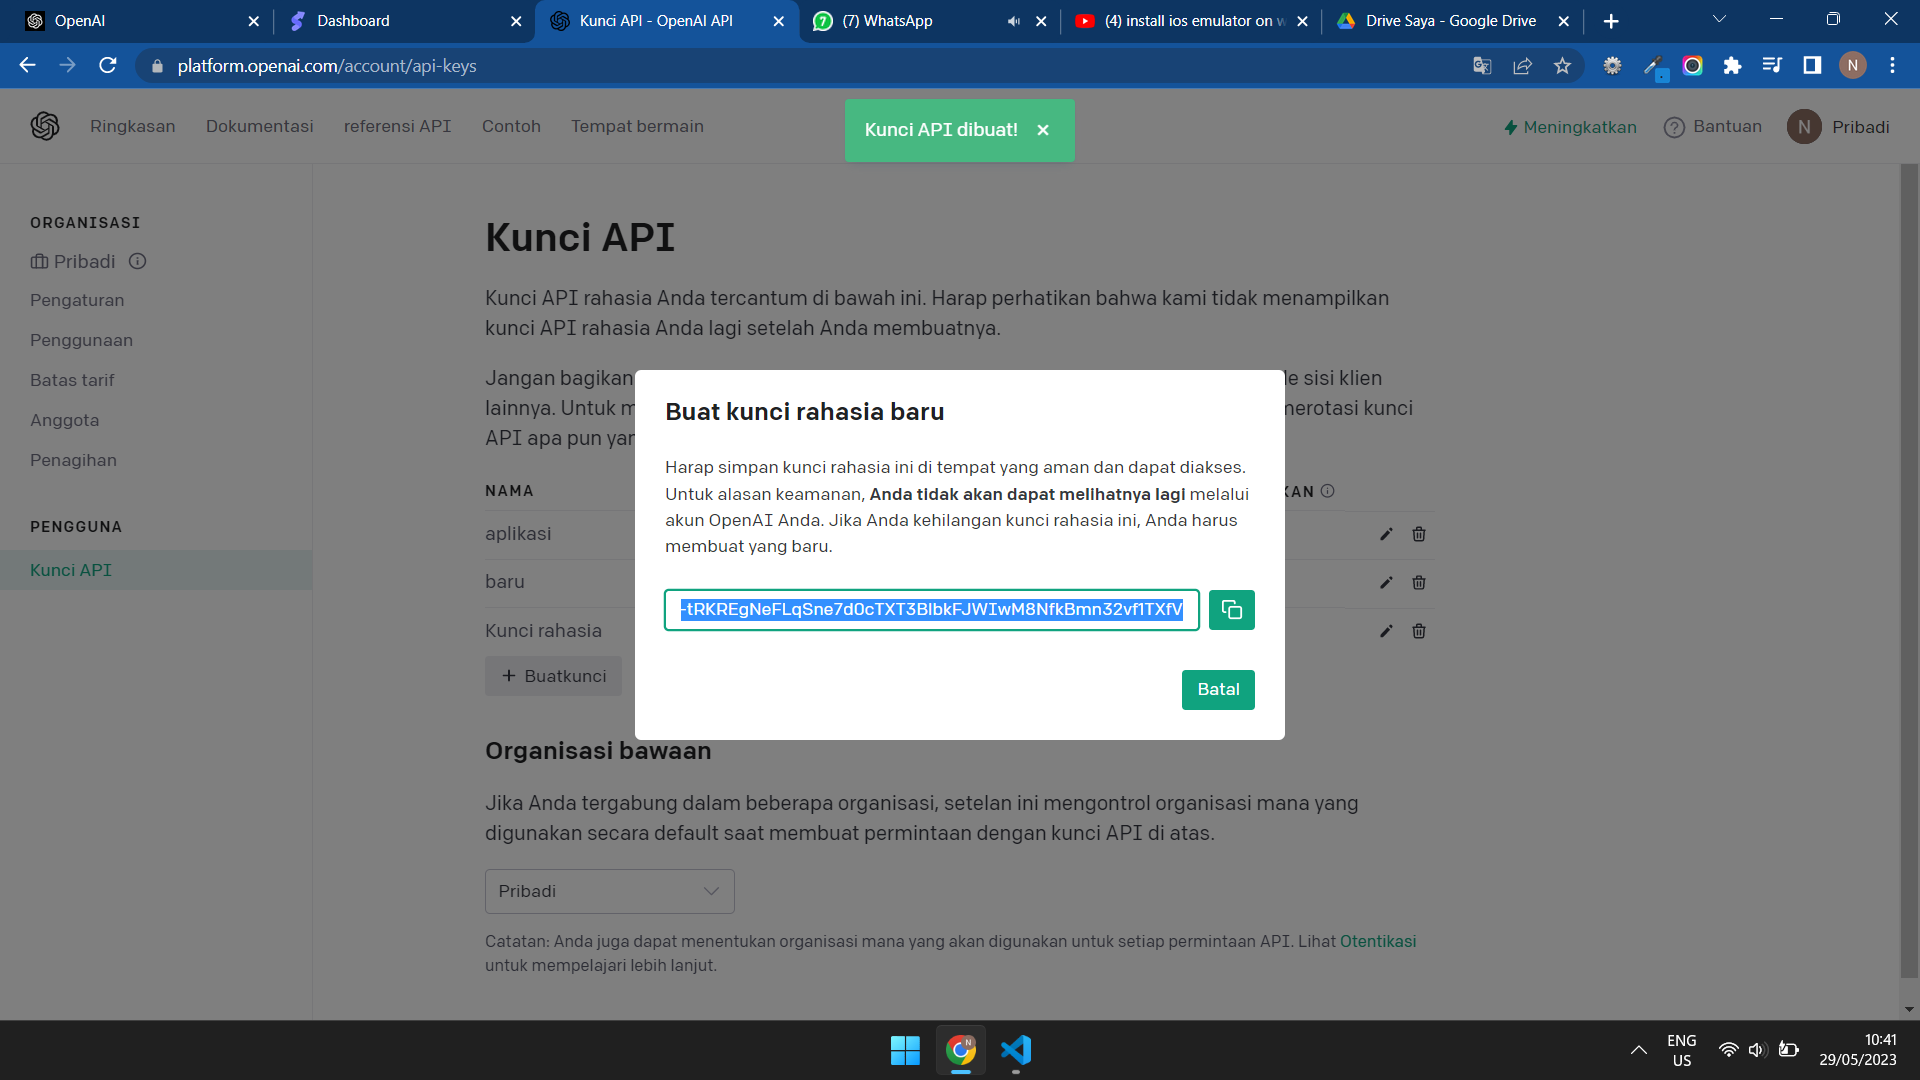 OpenAI
Dashboard
Kunci API - OpenAI API
(7) WhatsApp
(4) install ios emulator on w
Drive Saya - Google Drive
platform.openai.com/account/api-keys
N
Ringkasan
Dokumentasi
referensi API
Contoh
Tempat bermain
Kunci API dibuat!
Meningkatkan
Bantuan
N
Pribadi
ORGANISASI
Pribadi
Pengaturan
Penggunaan
Batas tarif
Anggota
Penagihan
PENGGUNA
Kunci API
Kunci API
Kunci API rahasia Anda tercantum di bawah ini. Harap perhatikan bahwa kami tidak menampilkan
kunci API rahasia Anda lagi setelah Anda membuatnya.
Jangan bagikan
e sisi klien
lainnya. Untuk m
nerotasi kunci
API apa pun yan
NAMA
KAN
aplikasi
baru
Kunci rahasia
+ Buatkunci
Buat kunci rahasia baru
Harap simpan kunci rahasia ini di tempat yang aman dan dapat diakses.
Untuk alasan keamanan, Anda tidak akan dapat melihatnya lagi melalui
akun OpenAI Anda. Jika Anda kehilangan kunci rahasia ini, Anda harus
membuat yang baru.
[API key redacted]
Batal
Organisasi bawaan
Jika Anda tergabung dalam beberapa organisasi, setelan ini mengontrol organisasi mana yang
digunakan secara default saat membuat permintaan dengan kunci API di atas.
Pribadi
Catatan: Anda juga dapat menentukan organisasi mana yang akan digunakan untuk setiap permintaan API. Lihat Otentikasi
untuk mempelajari lebih lanjut.
ENG
US
10:41
29/05/2023